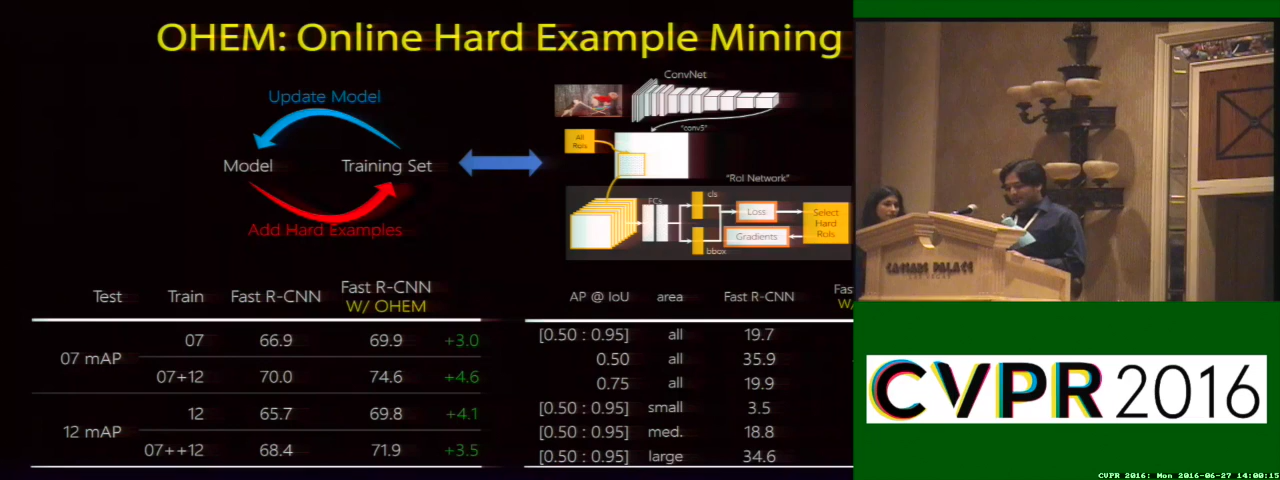 OHEM: Online Hard Example Mining
Update Model
Model
Training Set
Add Hard Examples
ConvNet
"conv5"
All
RoIs
"RoI Network"
FCs
cls
bbox
Loss
Gradients
Select
Hard
RoIs
Test Train Fast R-CNN Fast R-CNN
W/ OHEM
07 mAP
07 66.9 69.9 +3.0
07+12 70.0 74.6 +4.6
12 mAP
12 65.7 69.8 +4.1
07++12 68.4 71.9 +3.5
AP @ IoU area Fast R-CNN Fas
W/
[0.50 : 0.95] all 19.7
0.50 all 35.9
0.75 all 19.9
[0.50 : 0.95] small 3.5
[0.50 : 0.95] med. 18.8
[0.50 : 0.95] large 34.6
CAESARS PALACE
LAS VEGAS
CVPR 2016
CVPR 2016: Mon 2016-06-27 14:00:15